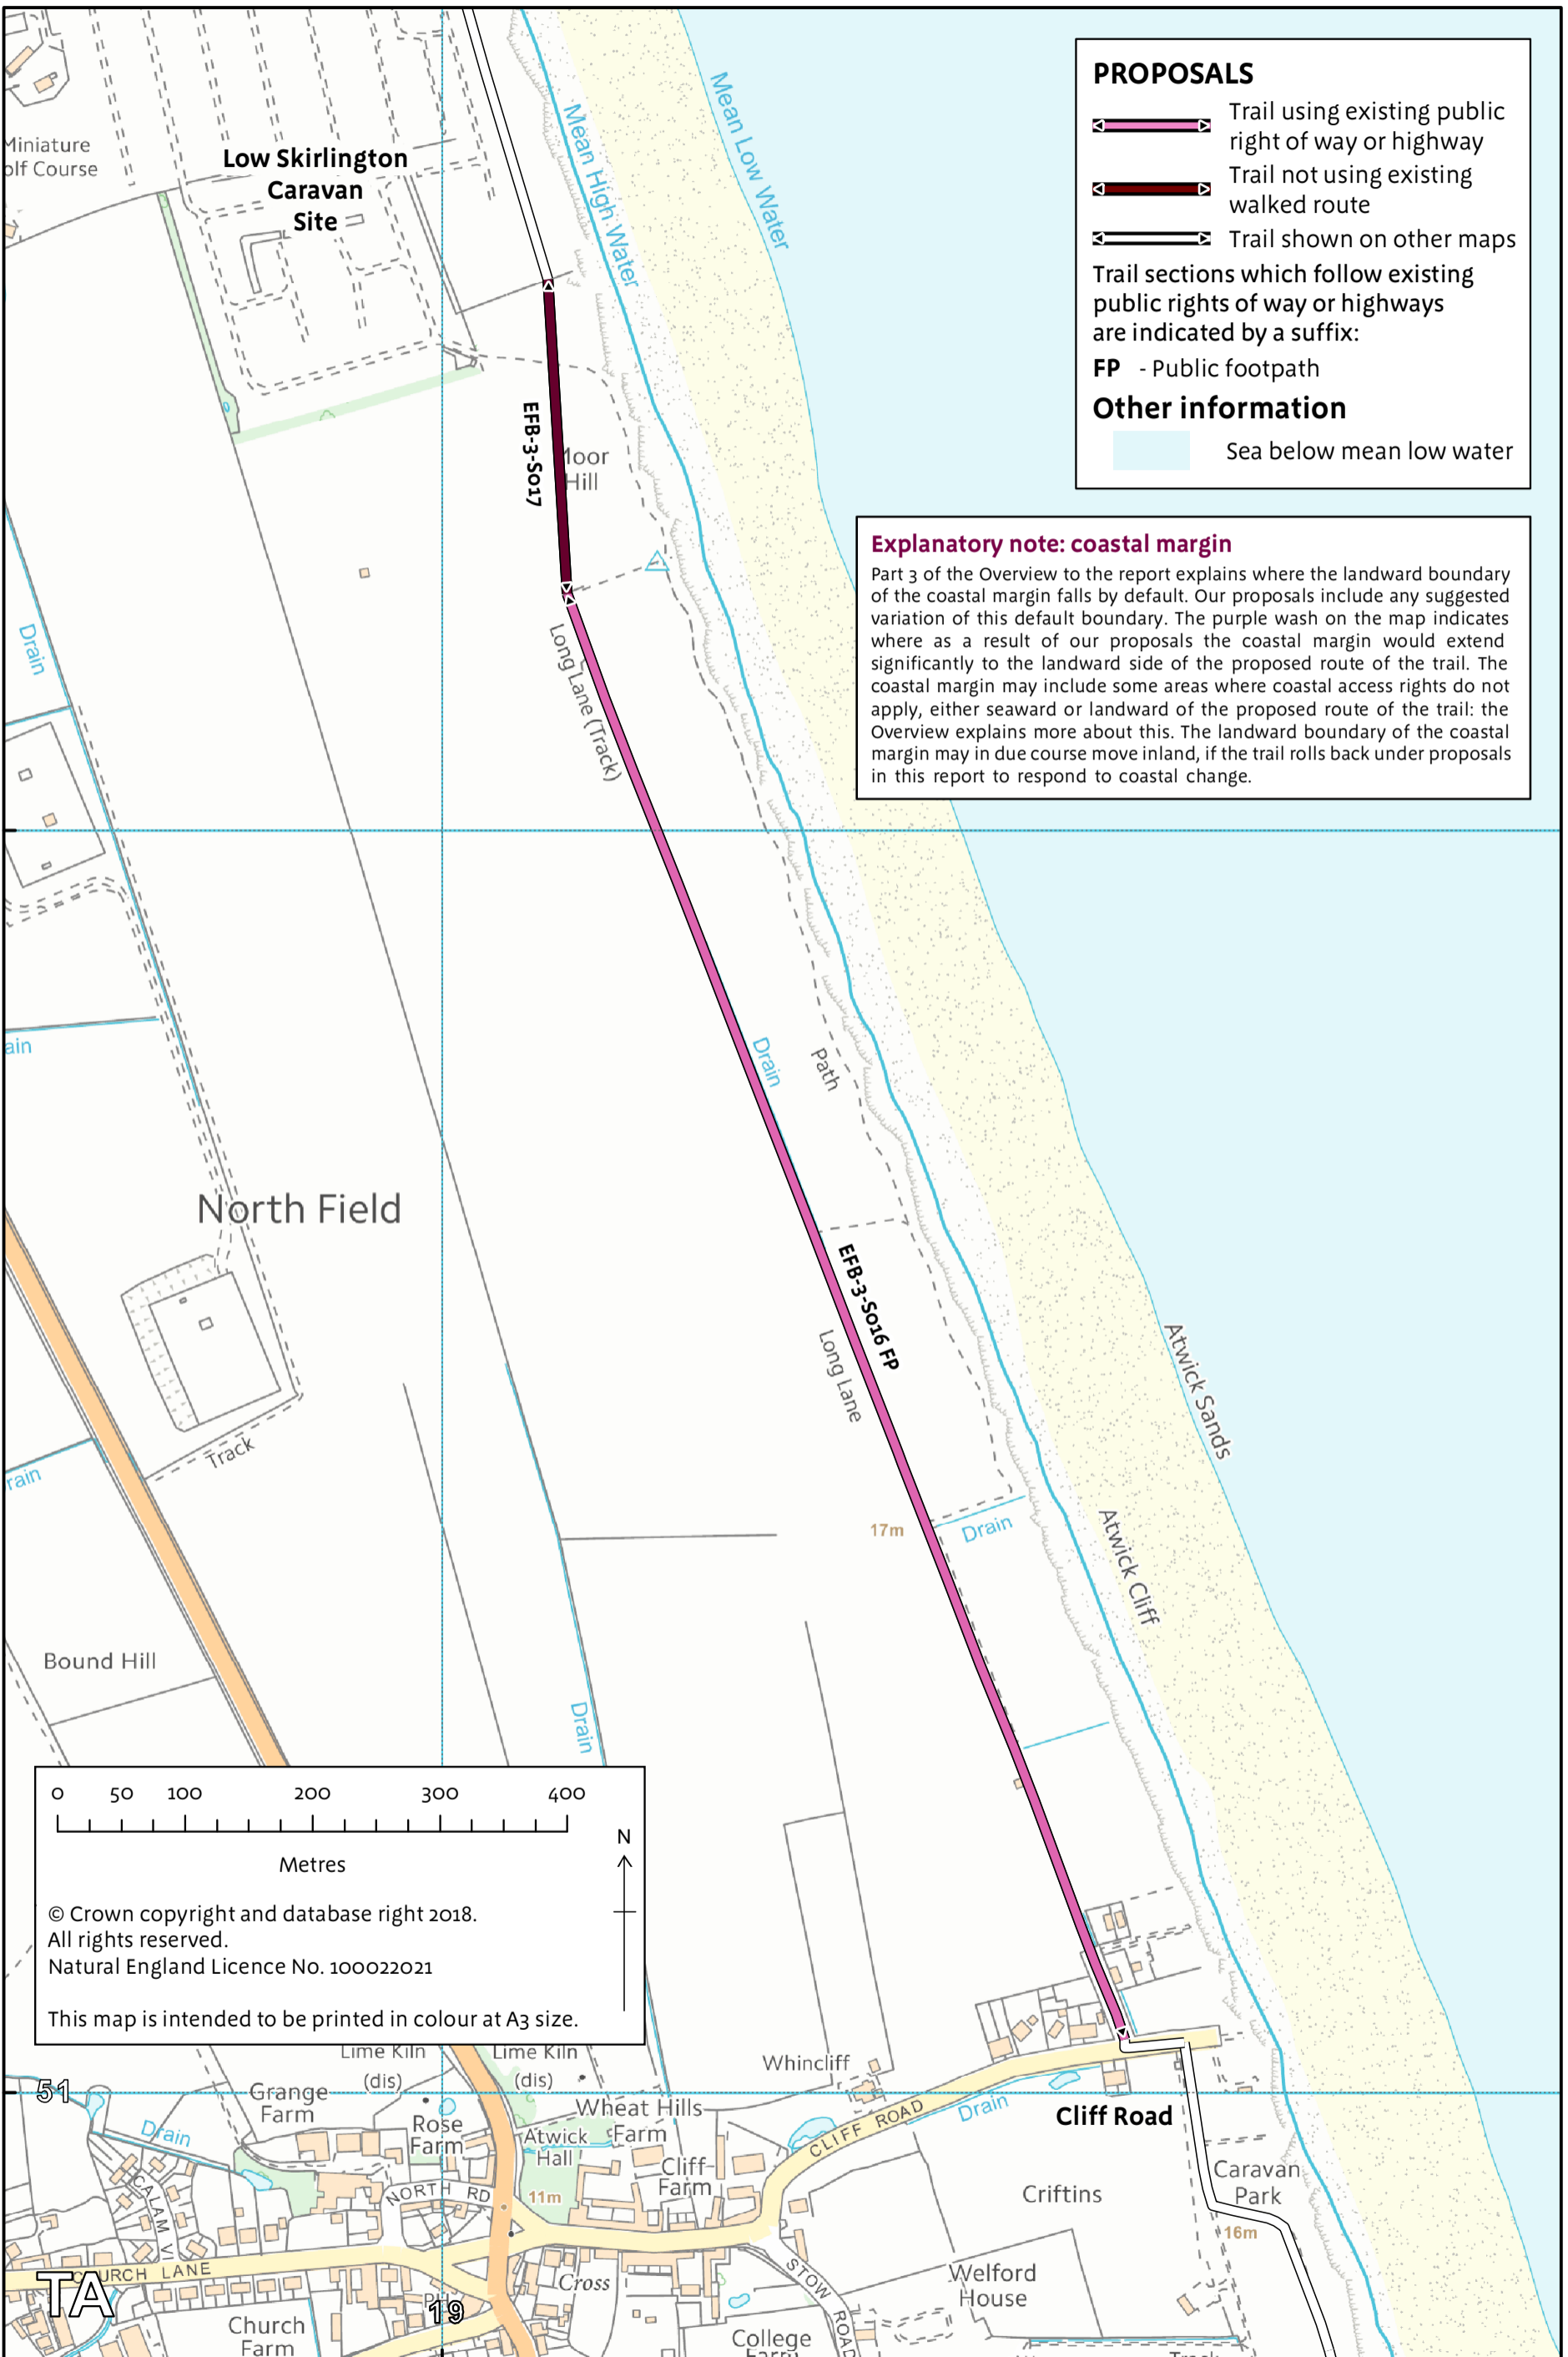 PROPOSALS
Trail using existing public
right of way or highway
Trail not using existing
walked route
Trail shown on other maps
Trail sections which follow existing
public rights of way or highways
are indicated by a suffix:
FP - Public footpath
Other information
Sea below mean low water
Explanatory note: coastal margin
Part 3 of the Overview to the report explains where the landward boundary
of the coastal margin falls by default. Our proposals include any suggested
variation of this default boundary. The purple wash on the map indicates
where as a result of our proposals the coastal margin would extend
significantly to the landward side of the proposed route of the trail. The
coastal margin may include some areas where coastal access rights do not
apply, either seaward or landward of the proposed route of the trail: the
Overview explains more about this. The landward boundary of the coastal
margin may in due course move inland, if the trail rolls back under proposals
in this report to respond to coastal change.
Mean Low Water
Mean High Water
Miniature
olf Course
Low Skirlington
Caravan
Site
EFB-3-S017
Moor
Hill
Drain
Long Lane (Track)
ain
Drain
Path
North Field
EFB-3-S016 FP
Long Lane
Atwick Sands
Track
rain
17m
Drain
Atwick Cliff
Bound Hill
Drain
0 50 100 200 300 400
Metres
N
© Crown copyright and database right 2018.
All rights reserved.
Natural England Licence No. 100022021
This map is intended to be printed in colour at A3 size.
Lime Kiln
(dis)
Lime Kiln
(dis)
Whincliff
51
Grange
Farm
Rose
Farm
Wheat Hills
Farm
Atwick
Hall
Cliff
Farm
CLIFF ROAD
Drain
Cliff Road
Drain
CALAM
NORTH RD
11m
Criftins
Caravan
Park
16m
CHURCH LANE
TA
19
PH
Cross
STOW ROAD
Welford
House
Church
Farm
College
Farm
Track